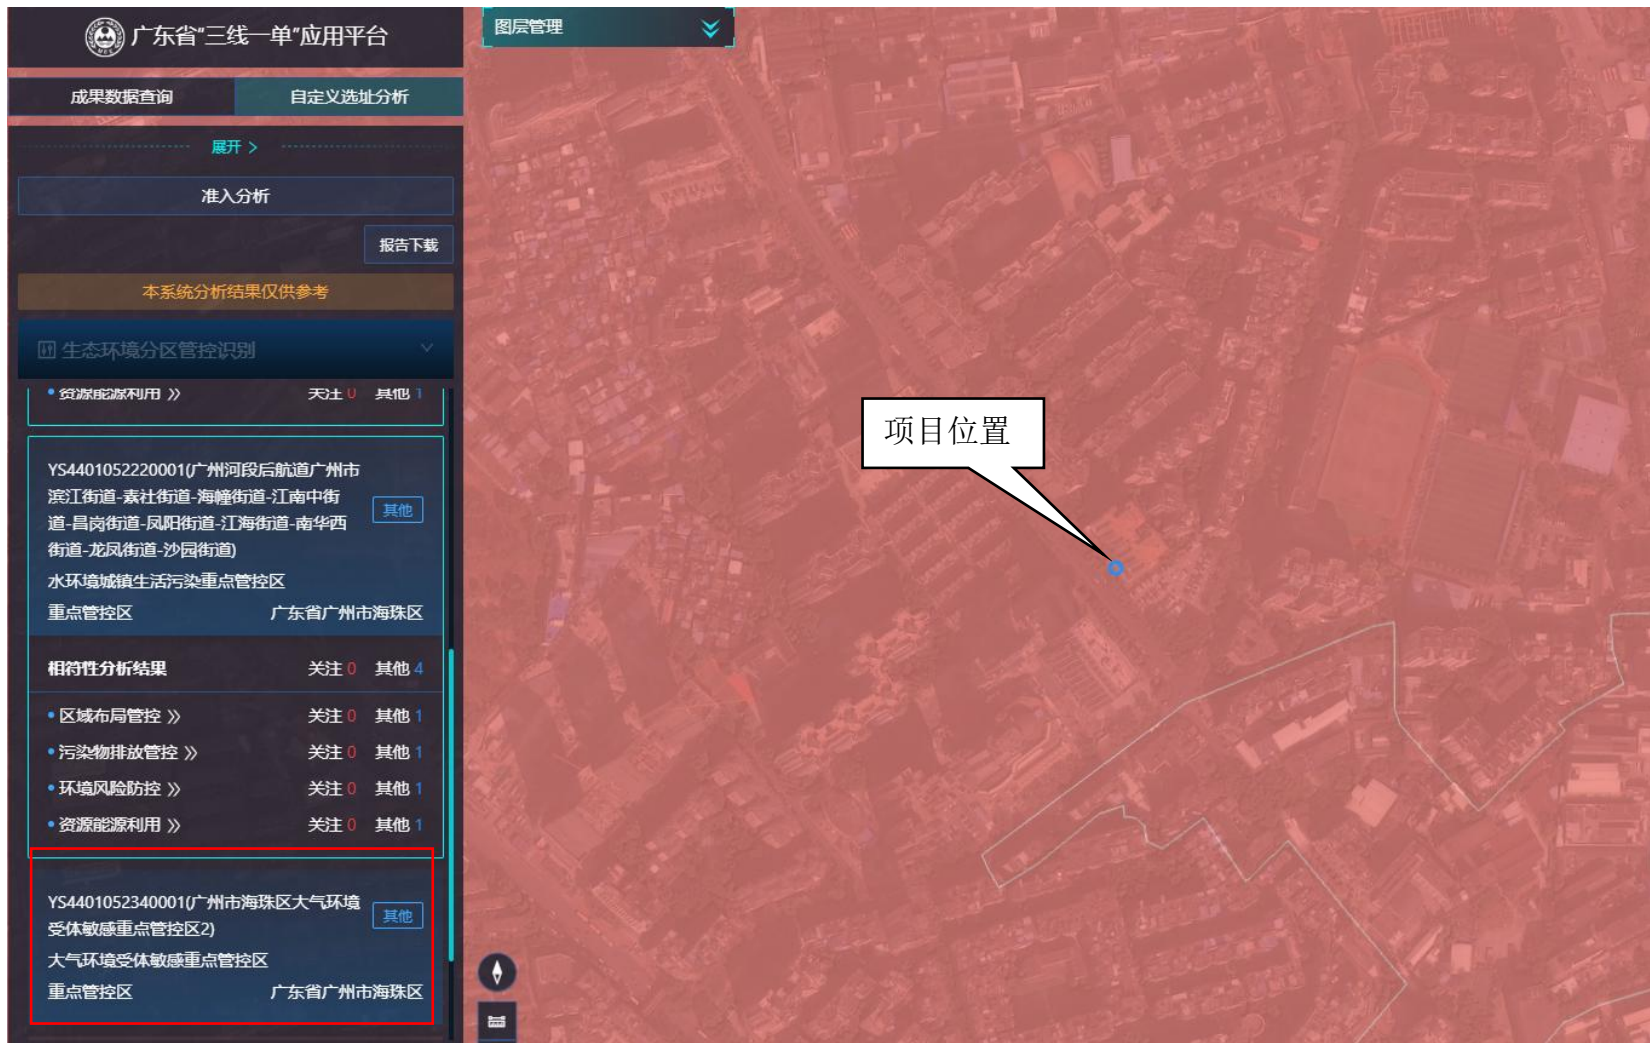 广东省“三线一单”应用平台
成果数据查询 自定义选址分析
展开 >
准入分析
报告下载
本系统分析结果仅供参考
生态环境分区管控识别
资源能源利用 » 关注 0 其他 1
YS4401052220001(广州河段后航道广州市
滨江街道-素社街道-海幢街道-江南中街
道-昌岗街道-凤阳街道-江海街道-南华西
街道-龙凤街道-沙园街道)
其他
水环境城镇生活污染重点管控区
重点管控区 广东省广州市海珠区
相符性分析结果 关注 0 其他 4
区域布局管控 » 关注 0 其他 1
污染物排放管控 » 关注 0 其他 1
环境风险防控 » 关注 0 其他 1
资源能源利用 » 关注 0 其他 1
YS4401052340001(广州市海珠区大气环境
受体敏感重点管控区2)
其他
大气环境受体敏感重点管控区
重点管控区 广东省广州市海珠区
图层管理
项目位置